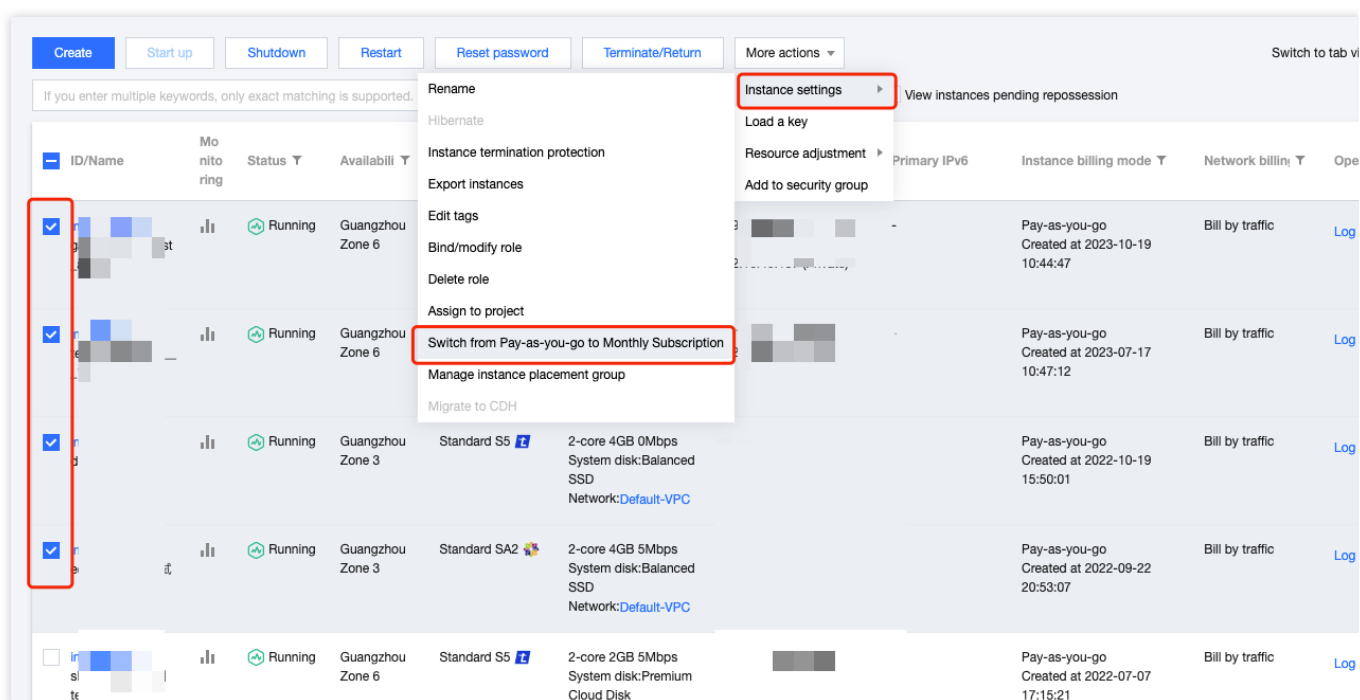 Create
Start up
Shutdown
Restart
Reset password
Terminate/Return
More actions
Switch to tab
If you enter multiple keywords, only exact matching is supported.
View instances pending repossession
Rename
Hibernate
Instance termination protection
Export instances
Edit tags
Bind/modify role
Delete role
Assign to project
Switch from Pay-as-you-go to Monthly Subscription
Manage instance placement group
Migrate to CDH
Instance settings
Load a key
Resource adjustment
Add to security group
ID/Name
Mo
nito
ring
Status
Availabili
Primary IPv6
Instance billing mode
Network billin
Ope
Running
Guangzhou
Zone 6
-
Pay-as-you-go
Created at 2023-10-19
10:44:47
Bill by traffic
Log
Running
Guangzhou
Zone 6
Pay-as-you-go
Created at 2023-07-17
10:47:12
Bill by traffic
Log
Running
Guangzhou
Zone 3
Standard S5
2-core 4GB 0Mbps
System disk:Balanced
SSD
Network:Default-VPC
Pay-as-you-go
Created at 2022-10-19
15:50:01
Bill by traffic
Log
Running
Guangzhou
Zone 3
Standard SA2
2-core 4GB 5Mbps
System disk:Balanced
SSD
Network:Default-VPC
Pay-as-you-go
Created at 2022-09-22
20:53:07
Bill by traffic
Log
Running
Guangzhou
Zone 6
Standard S5
2-core 2GB 5Mbps
System disk:Premium
Cloud Disk
Pay-as-you-go
Created at 2022-07-07
17:15:21
Bill by traffic
Log